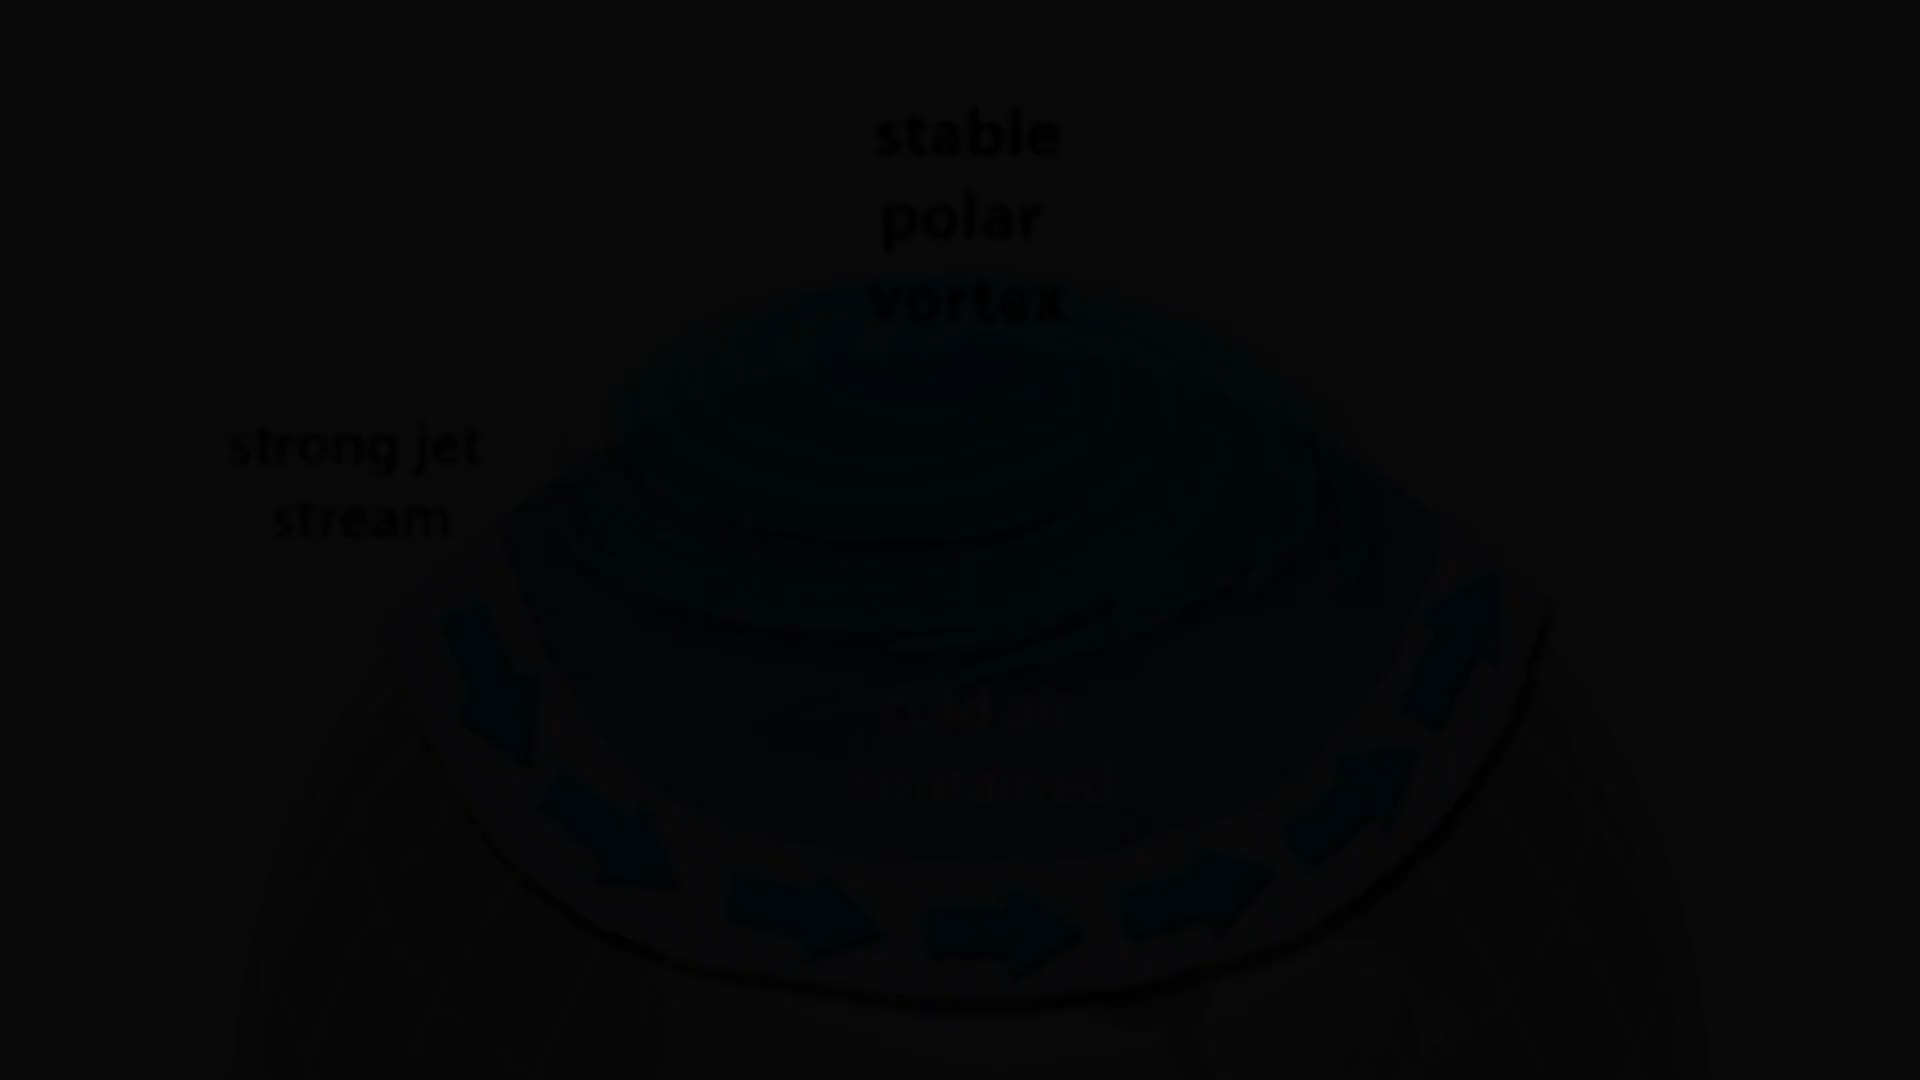 stable
polar
vortex
strong jet
stream
cold air
contained